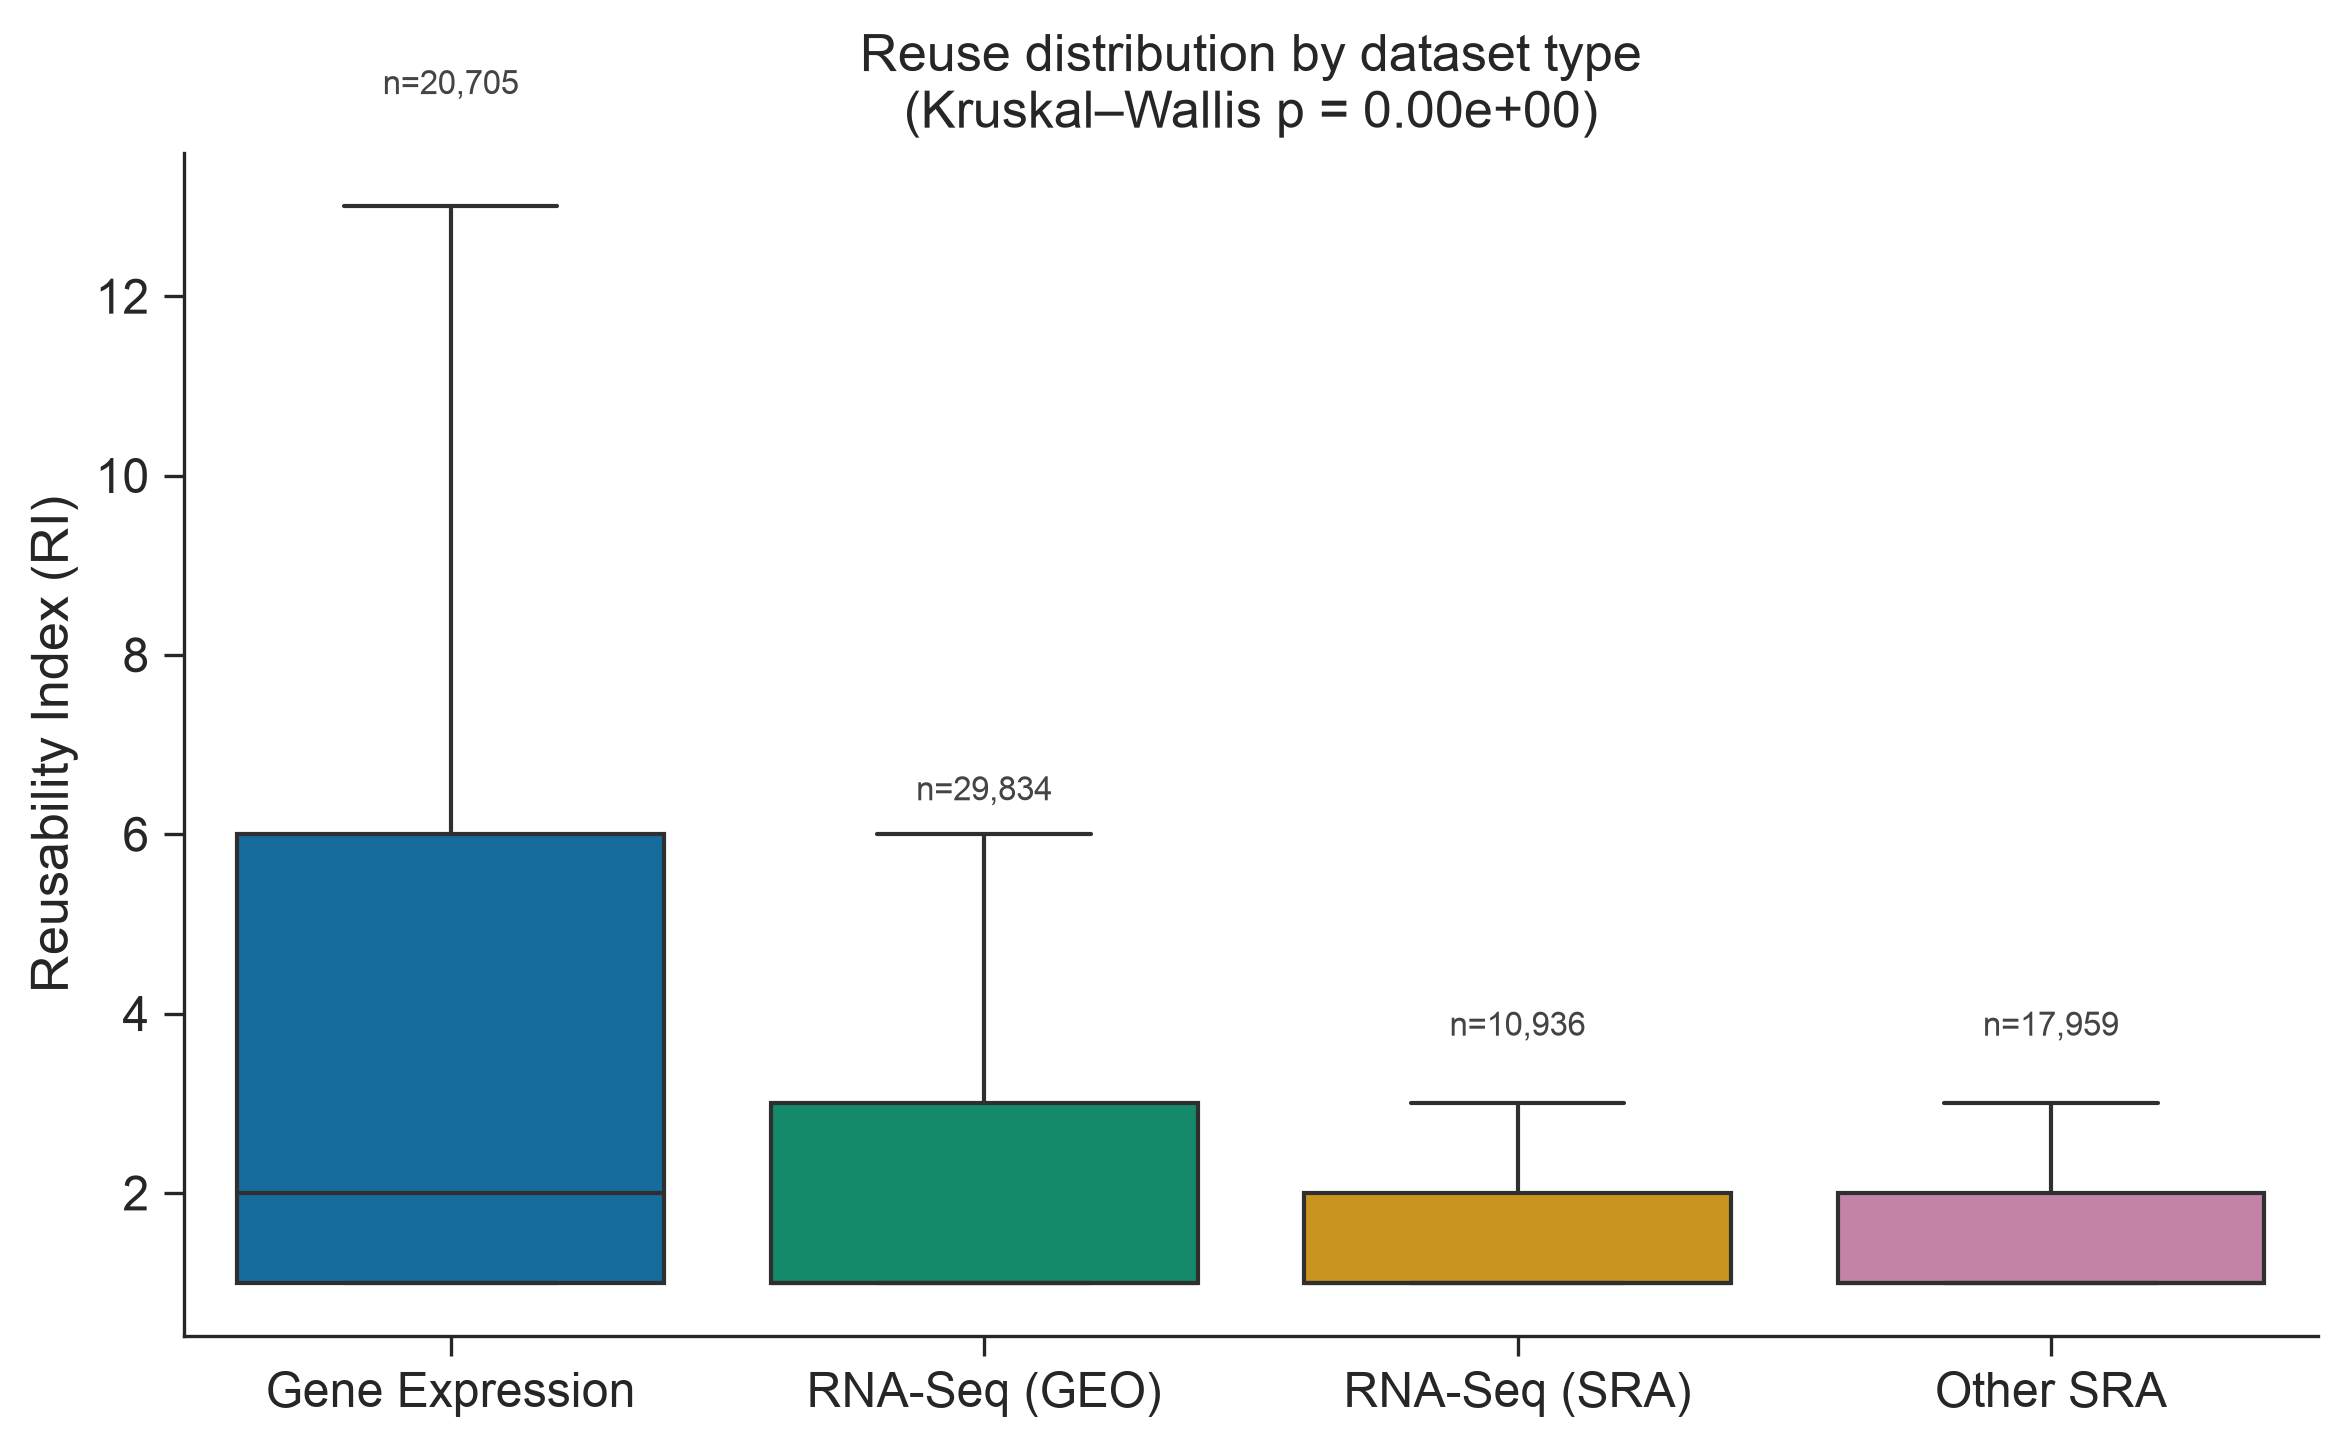 Reuse distribution by dataset type
(Kruskal–Wallis p = 0.00e+00)
n=20,705
n=29,834
n=10,936
n=17,959
Reusability Index (RI)
12
10
8
6
4
2
Gene Expression
RNA-Seq (GEO)
RNA-Seq (SRA)
Other SRA